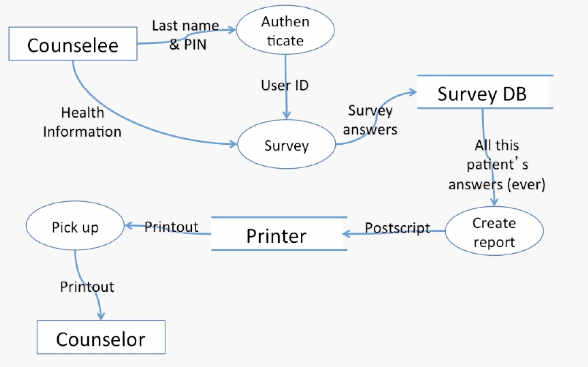 Counselee
Last name
& PIN
Authen
ticate
User ID
Health
Information
Survey
Survey
answers
Survey DB
All this
patient's
answers (ever)
Pick up
Printout
Printer
Postscript
Create
report
Printout
Counselor